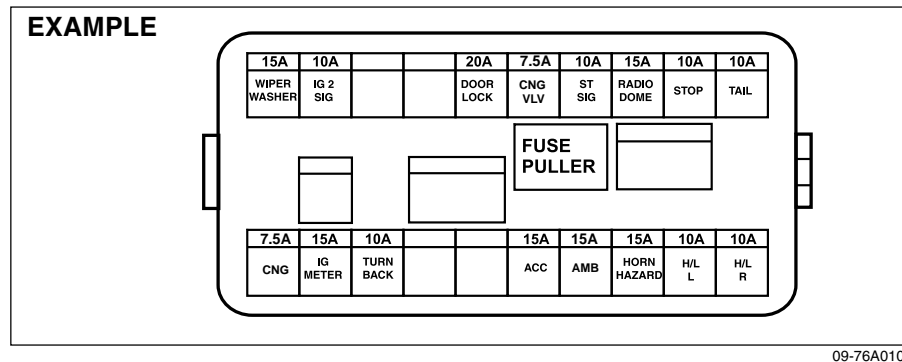 EXAMPLE
15A 10A 20A 7.5A 10A 15A 10A 10A
WIPER IG 2 DOOR CNG ST RADIO STOP TAIL
WASHER SIG LOCK VLV SIG DOME
FUSE
PULLER
7.5A 15A 10A 15A 15A 15A 10A 10A
CNG IG TURN ACC AMB HORN H/L H/L
METER BACK HAZARD L R
09-76A010